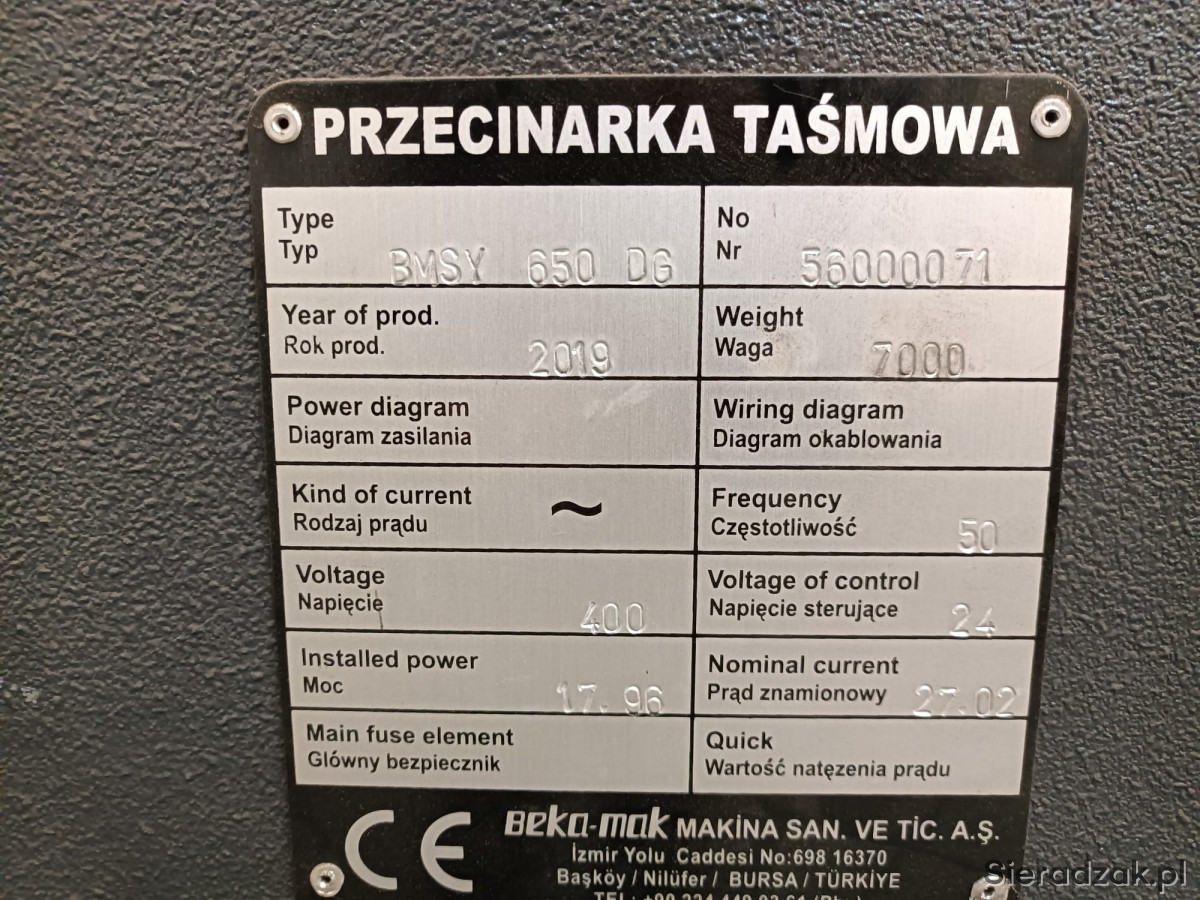 PRZECINARKA TAŚMOWA
Type
Typ BMSY 650 DG
No
Nr 56000071
Year of prod.
Rok prod. 2019
Weight
Waga 7000
Power diagram
Diagram zasilania
Wiring diagram
Diagram okablowania
Kind of current
Rodzaj prądu ~
Frequency
Częstotliwość 50
Voltage
Napięcie 400
Voltage of control
Napięcie sterujące 24
Installed power
Moc 17.96
Nominal current
Prąd znamionowy 27.02
Main fuse element
Główny bezpiecznik
Quick
Wartość natęzenia prądu
CE
Beka-mak MAKİNA SAN. VE TİC. A.Ş.
İzmir Yolu Caddesi No:698 16370
Başköy / Nilüfer / BURSA / TÜRKİYE
Sieradzak.pl